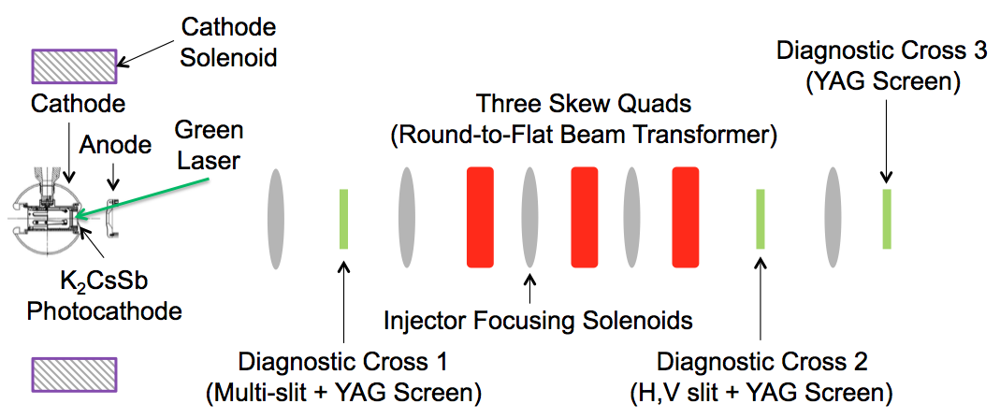 Cathode
Solenoid
Cathode
Anode
Green
Laser
K₂CsSb
Photocathode
Three Skew Quads
(Round-to-Flat Beam Transformer)
Diagnostic Cross 3
(YAG Screen)
Injector Focusing Solenoids
Diagnostic Cross 1
(Multi-slit + YAG Screen)
Diagnostic Cross 2
(H,V slit + YAG Screen)